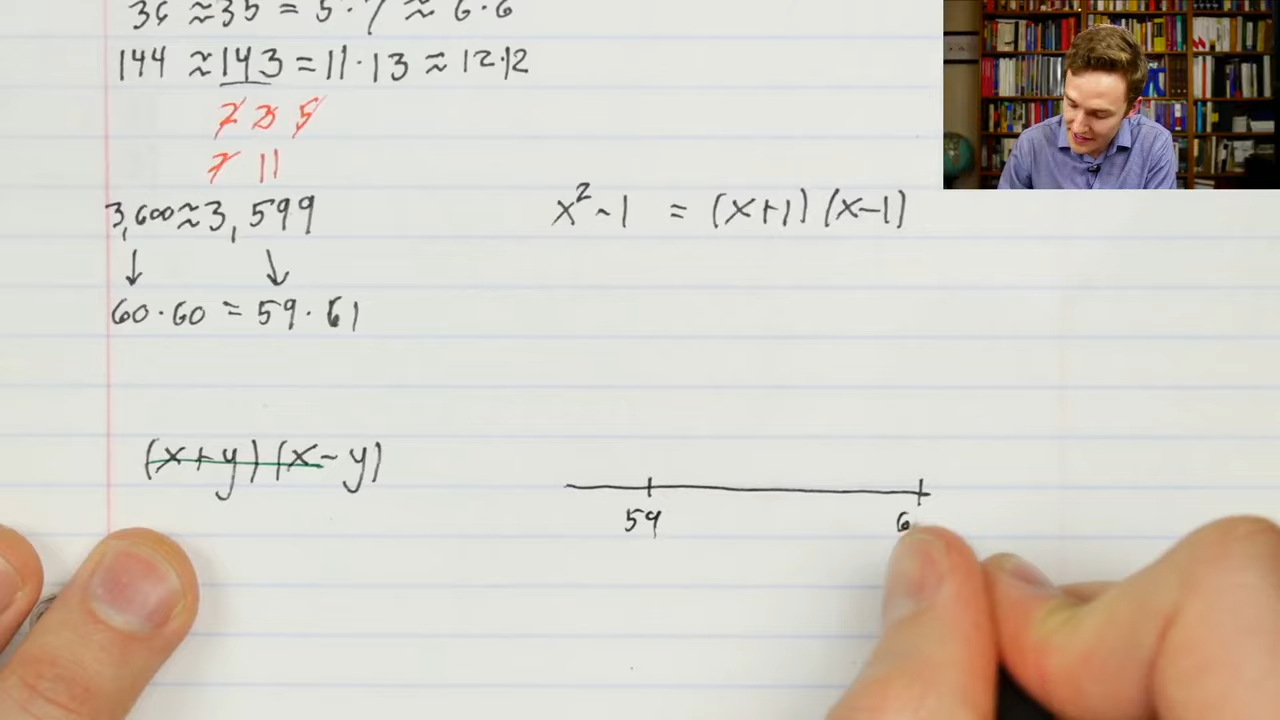 36 ≈ 35 = 5·7 ≈ 6·6
144 ≈ 143 = 11·13 ≈ 12·12
7 3 5
7 11
3,600 ≈ 3,599
x² - 1 = (x+1)(x-1)
↓ ↘
60·60 = 59·61
(x+y)(x-y)
59 6